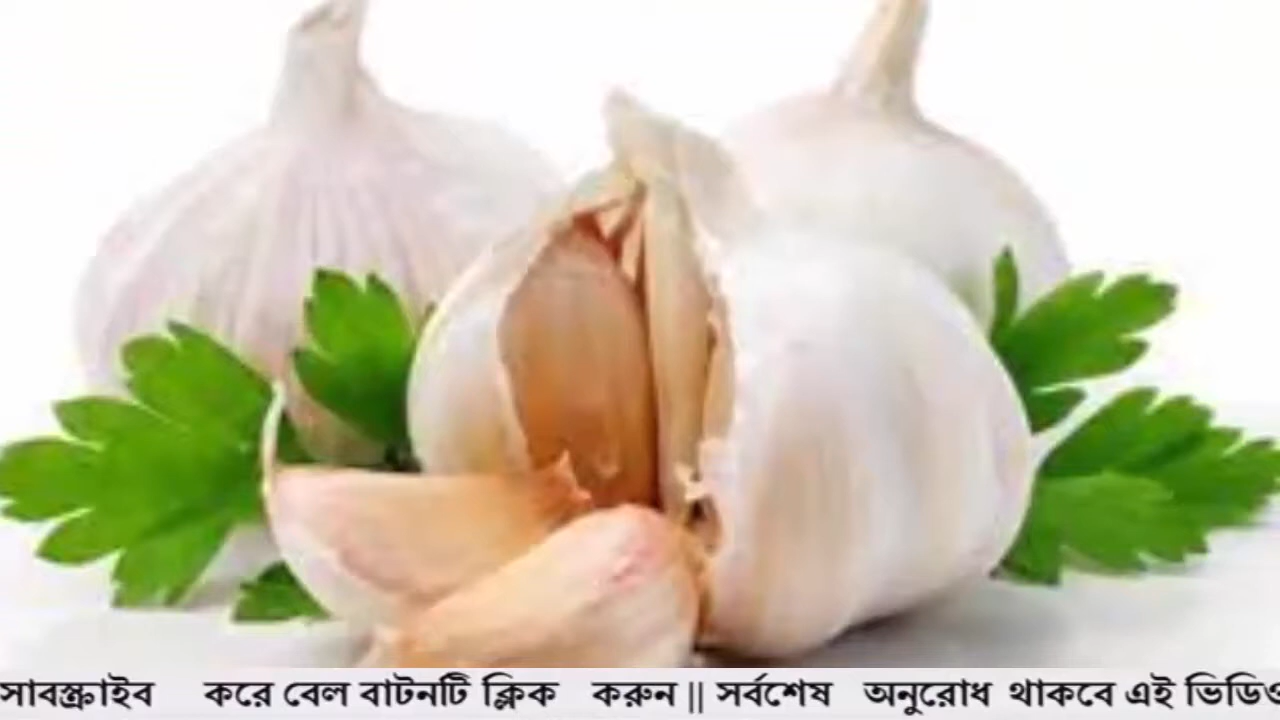 সাবস্ক্রাইব করে বেল বাটনটি ক্লিক করুন || সর্বশেষ অনুরোধ থাকবে এই ভিডিও